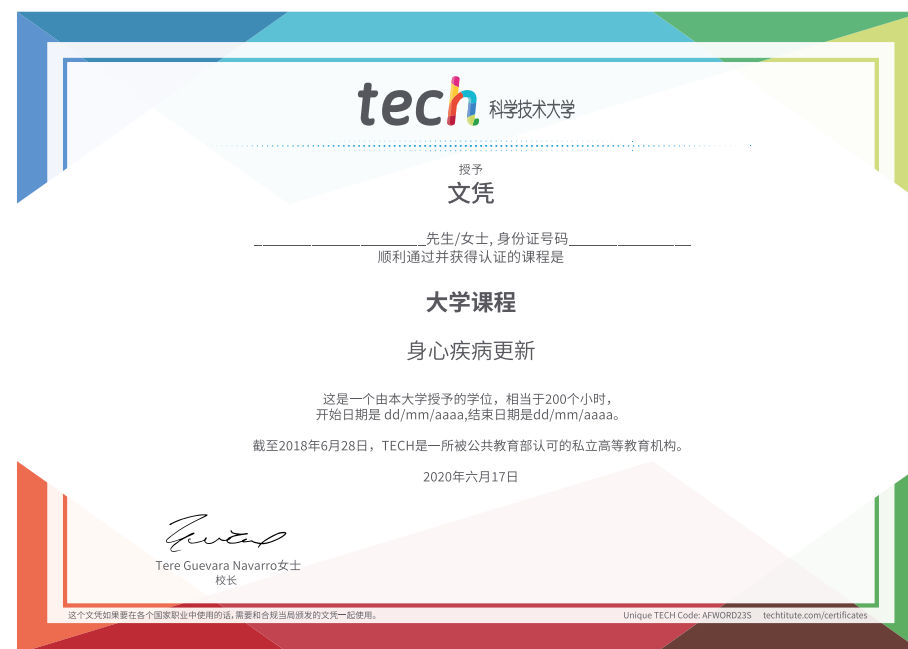 tech 科学技术大学
授予
文凭
______________________先生/女士, 身份证号码________________
顺利通过并获得认证的课程是
大学课程
身心疾病更新
这是一个由本大学授予的学位，相当于200个小时，
开始日期是 dd/mm/aaaa,结束日期是dd/mm/aaaa。
截至2018年6月28日，TECH是一所被公共教育部认可的私立高等教育机构。
2020年六月17日
Tere Guevara Navarro女士
校长
这个文凭如果要在各个国家职业中使用的话,需要和合规当局颁发的文凭一起使用。
Unique TECH Code: AFWORD23S techtitute.com/certificates